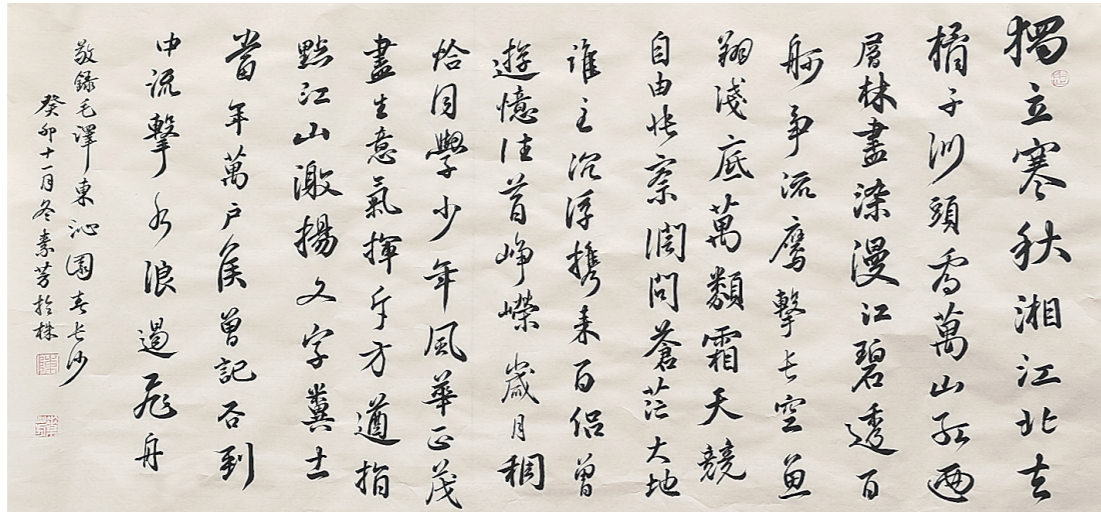 獨立寒秋湘江北去
橘子洲頭看萬山紅遍
層林盡染漫江碧透百
舸爭流鷹擊長空魚
翔淺底萬類霜天競
自由悵寥闊問蒼茫大地
誰主沉浮攜來百侶曾
遊憶往昔崢嶸歲月稠
恰同學少年風華正茂
書生意氣揮斥方遒指
點江山激揚文字糞土
當年萬戶侯曾記否到
中流擊水浪遏飛舟
敬錄毛澤東沁園春長沙
癸卯十一月冬素芳於株